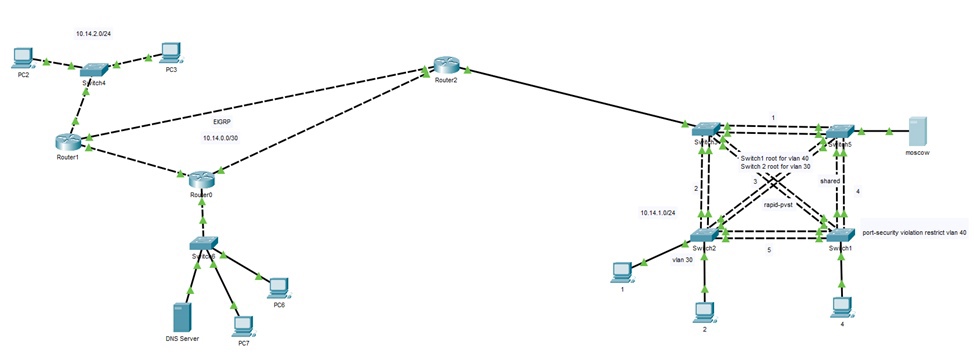 10.14.2.0/24
PC2
PC3
Switch4
Router2
EIGRP
10.14.0.0/30
Router1
Router0
1
Switch5
moscow
Switch1 root for vlan 40
Switch 2 root for vlan 30
3
shared
2
4
rapid-pvst
10.14.1.0/24
port-security violation restrict vlan 40
Switch2
Switch1
vlan 30
5
1
2
4
PC6
DNS Server
PC7